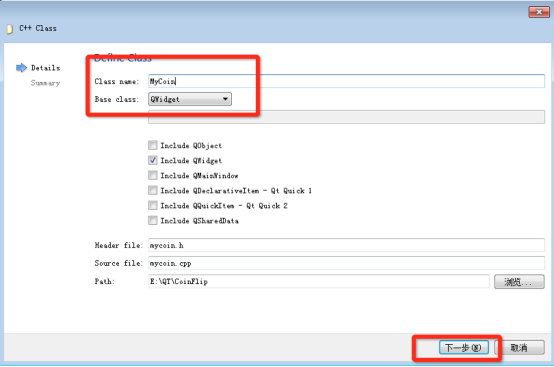 C++ Class
Define Class
Details
Summary
Class name: MyCoin
Base class: QWidget
Include QObject
Include QWidget
Include QMainWindow
Include QDeclarativeItem - Qt Quick 1
Include QQuickItem - Qt Quick 2
Include QSharedData
Header file: mycoin.h
Source file: mycoin.cpp
Path: E:\QT\CoinFlip 浏览...
下一步(N) 取消